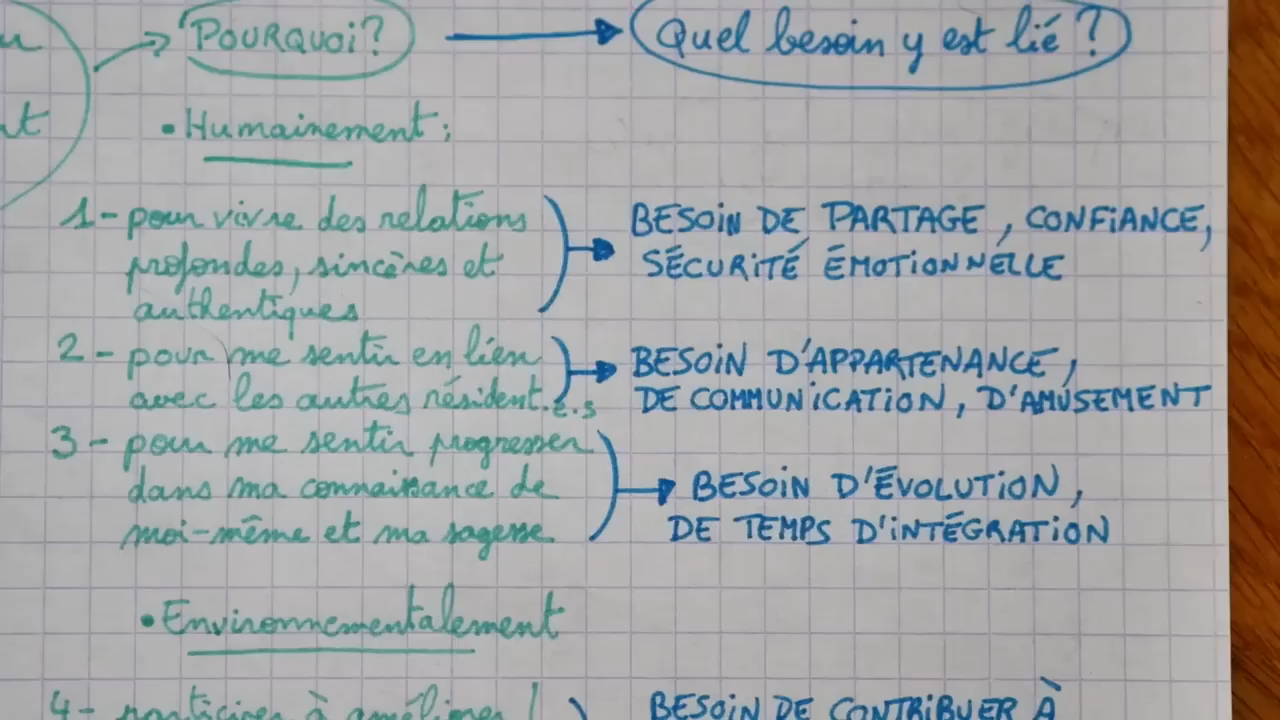 POURQUOI? Quel besoin y est lié ?
• Humainement :
1 - pour vivre des relations
profondes, sincères et
authentiques
BESOIN DE PARTAGE, CONFIANCE,
SÉCURITÉ ÉMOTIONNELLE
2 - pour me sentir en lien
avec les autres résident.e.s
BESOIN D'APPARTENANCE,
DE COMMUNICATION, D'AMUSEMENT
3 - pour me sentir progresser
dans ma connaissance de
moi-même et ma sagesse
BESOIN D'ÉVOLUTION,
DE TEMPS D'INTÉGRATION
• Environnementalement
4 - participer à améliorer
BESOIN DE CONTRIBUER À